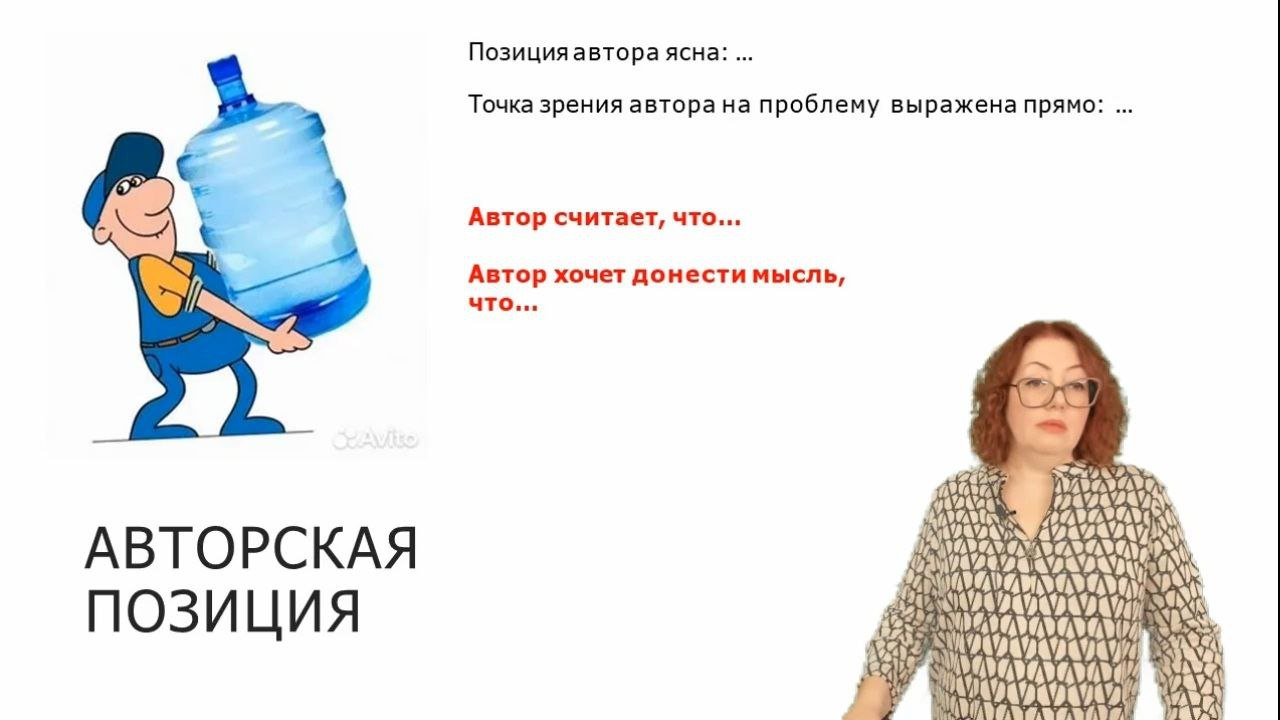 Позиция автора ясна: ...
Точка зрения автора на проблему выражена прямо: ...
Автор считает, что...
Автор хочет донести мысль,
что...
Avito
АВТОРСКАЯ
ПОЗИЦИЯ